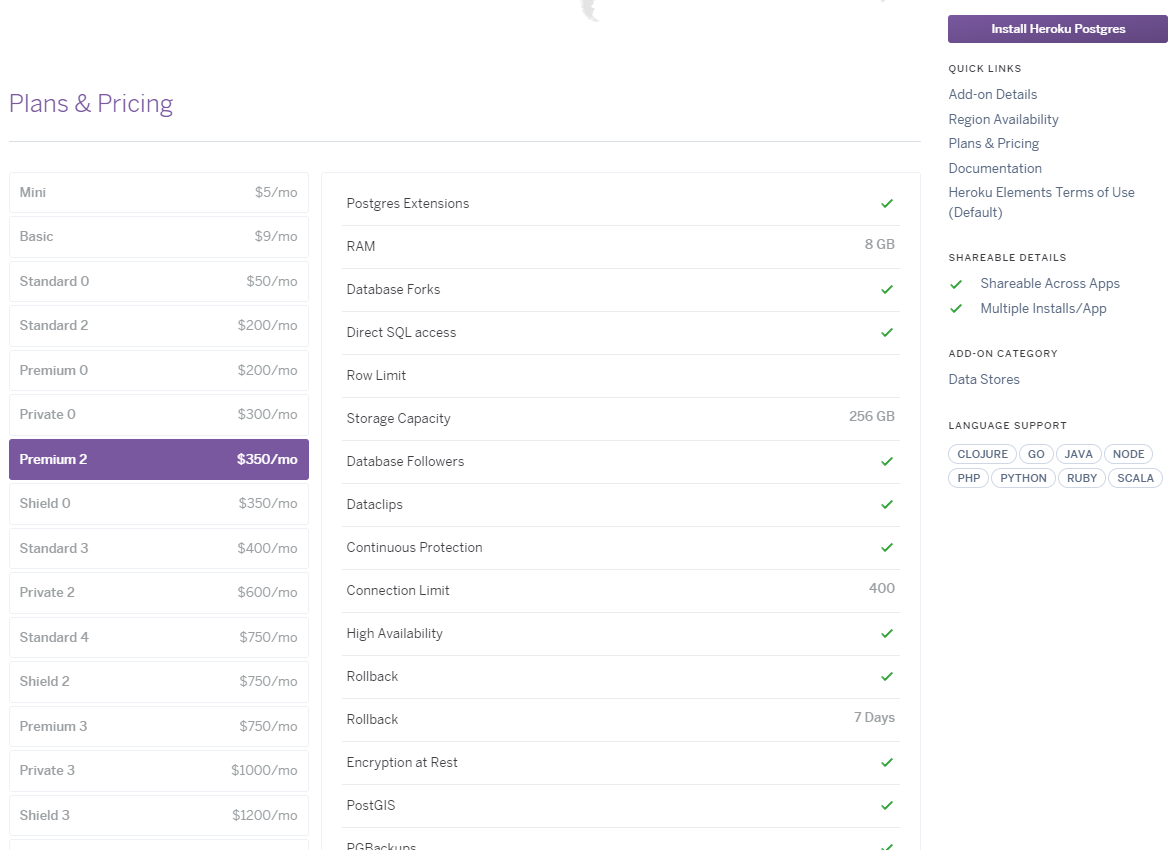 Plans & Pricing
Mini $5/mo
Basic $9/mo
Standard 0 $50/mo
Standard 2 $200/mo
Premium 0 $200/mo
Private 0 $300/mo
Premium 2 $350/mo
Shield 0 $350/mo
Standard 3 $400/mo
Private 2 $600/mo
Standard 4 $750/mo
Shield 2 $750/mo
Premium 3 $750/mo
Private 3 $1000/mo
Shield 3 $1200/mo
Postgres Extensions
RAM 8 GB
Database Forks
Direct SQL access
Row Limit
Storage Capacity 256 GB
Database Followers
Dataclips
Continuous Protection
Connection Limit 400
High Availability
Rollback
Rollback 7 Days
Encryption at Rest
PostGIS
PGBackups
Install Heroku Postgres
QUICK LINKS
Add-on Details
Region Availability
Plans & Pricing
Documentation
Heroku Elements Terms of Use
(Default)
SHAREABLE DETAILS
Shareable Across Apps
Multiple Installs/App
ADD-ON CATEGORY
Data Stores
LANGUAGE SUPPORT
CLOJURE GO JAVA NODE
PHP PYTHON RUBY SCALA